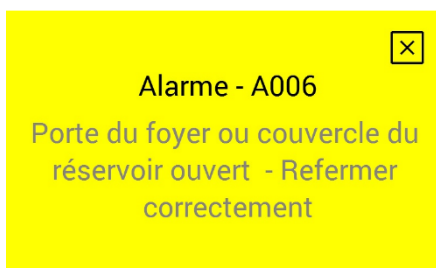 Alarme - A006
Porte du foyer ou couvercle du
réservoir ouvert - Refermer
correctement